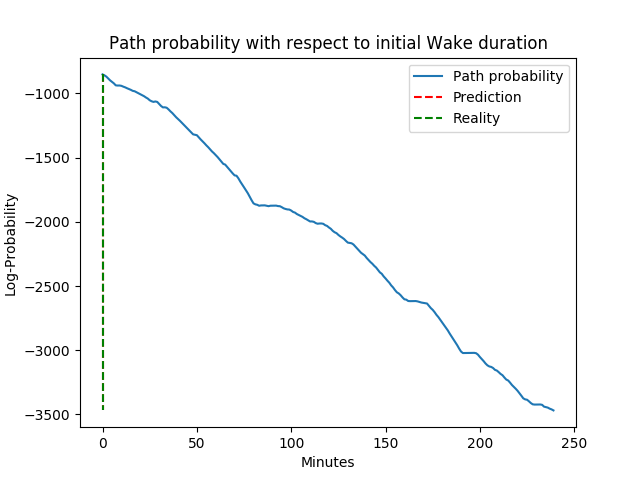 Path probability with respect to initial Wake duration
Path probability
Prediction
Reality
Log-Probability
−1000
−1500
−2000
−2500
−3000
−3500
0 50 100 150 200 250
Minutes